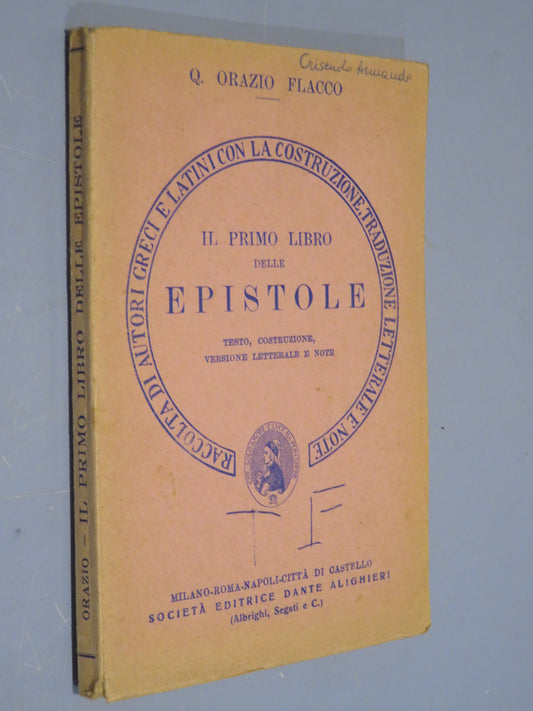 Crisenolo Armando
Q. ORAZIO FLACCO
RACCOLTA DI AUTORI GRECI E LATINI CON LA COSTRUZIONE, TRADUZIONE LETTERALE E NOTE
IL PRIMO LIBRO
DELLE
EPISTOLE
TESTO, COSTRUZIONE,
VERSIONE LETTERALE E NOTE
T F
MILANO-ROMA-NAPOLI-CITTÀ DI CASTELLO
SOCIETÀ EDITRICE DANTE ALIGHIERI
(Albrighi, Segati e C.)
ORAZIO — IL PRIMO LIBRO DELLE EPISTOLE